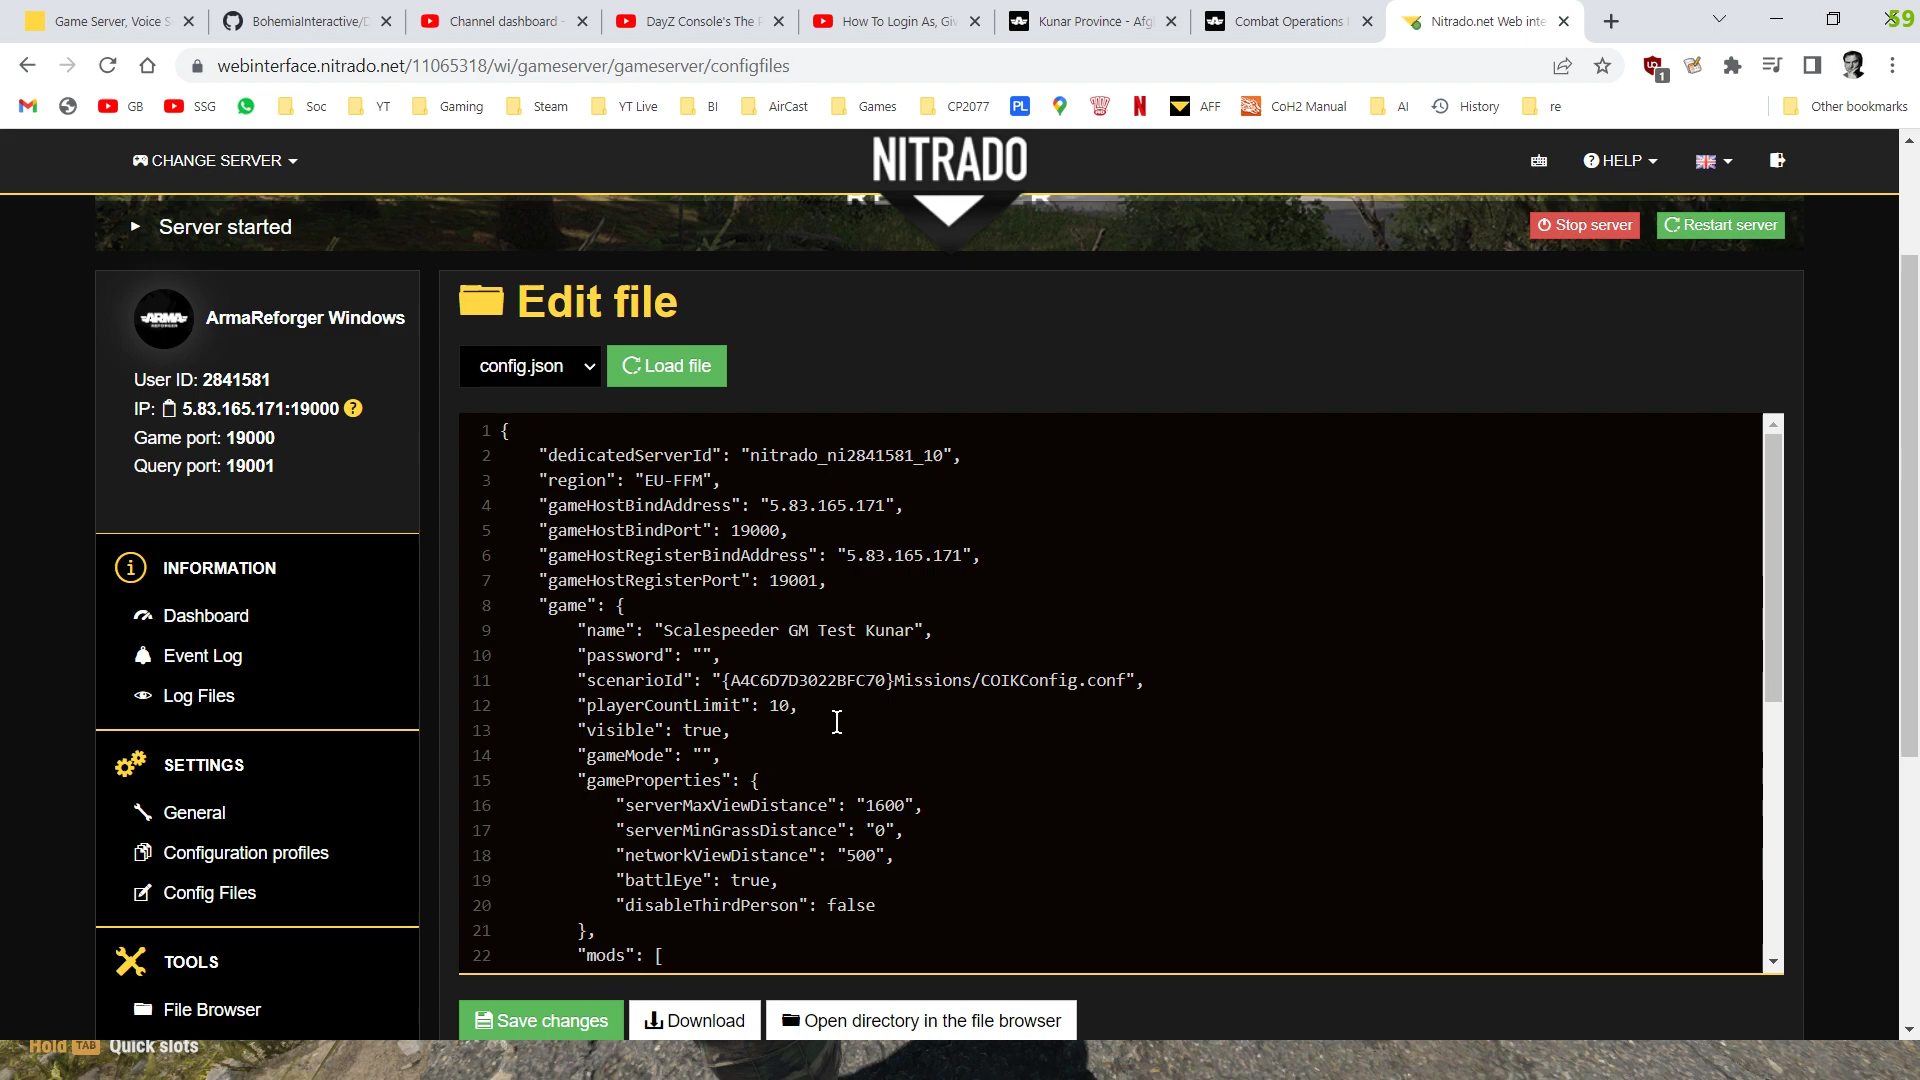 Game Server, Voice S
BohemiaInteractive/D
Channel dashboard -
DayZ Console's The F
How To Login As, Giv
Kunar Province - Afg
Combat Operations
Nitrado.net Web inte
59
webinterface.nitrado.net/11065318/wi/gameserver/gameserver/configfiles
1
GB
SSG
Soc
YT
Gaming
Steam
YT Live
BI
AirCast
Games
CP2077
PL
N
AFF
CoH2 Manual
AI
History
re
Other bookmarks
CHANGE SERVER
NITRADO
HELP
Server started
Stop server
Restart server
ARMA
REFORGER
ArmaReforger Windows
User ID: 2841581
IP: 5.83.165.171:19000
Game port: 19000
Query port: 19001
INFORMATION
Dashboard
Event Log
Log Files
SETTINGS
General
Configuration profiles
Config Files
TOOLS
File Browser
Edit file
config.json
Load file
1 {
2 "dedicatedServerId": "nitrado_ni2841581_10",
3 "region": "EU-FFM",
4 "gameHostBindAddress": "5.83.165.171",
5 "gameHostBindPort": 19000,
6 "gameHostRegisterBindAddress": "5.83.165.171",
7 "gameHostRegisterPort": 19001,
8 "game": {
9 "name": "Scalespeeder GM Test Kunar",
10 "password": "",
11 "scenarioId": "{A4C6D7D3022BFC70}Missions/COIKConfig.conf",
12 "playerCountLimit": 10,
13 "visible": true,
14 "gameMode": "",
15 "gameProperties": {
16 "serverMaxViewDistance": "1600",
17 "serverMinGrassDistance": "0",
18 "networkViewDistance": "500",
19 "battlEye": true,
20 "disableThirdPerson": false
21 },
22 "mods": [
Save changes
Download
Open directory in the file browser
Hold TAB Quick slots